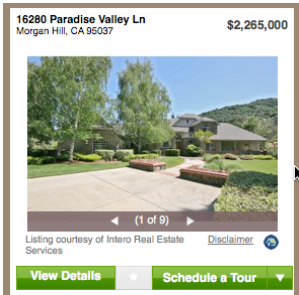 16280 Paradise Valley Ln
$2,265,000
Morgan Hill, CA 95037
(1 of 9)
Listing courtesy of Intero Real Estate
Services
Disclaimer
View Details
Schedule a Tour